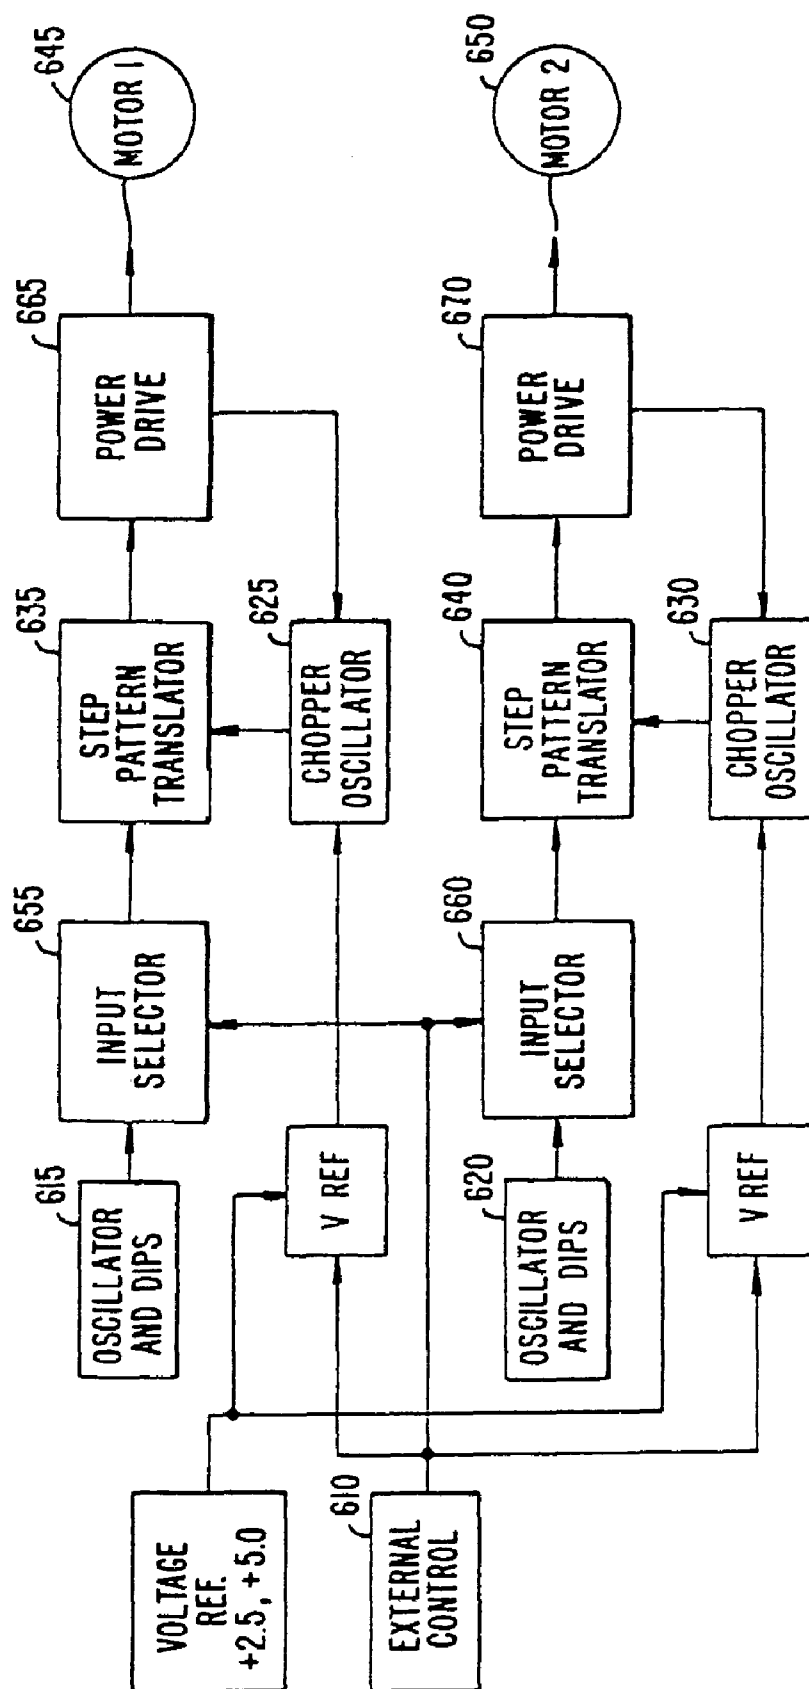 VOLTAGE
REF.
+2.5, +5.0
610
EXTERNAL
CONTROL
615
OSCILLATOR
AND DIPS
V REF
655
INPUT
SELECTOR
635
STEP
PATTERN
TRANSLATOR
625
CHOPPER
OSCILLATOR
665
POWER
DRIVE
645
MOTOR 1
620
OSCILLATOR
AND DIPS
V REF
660
INPUT
SELECTOR
640
STEP
PATTERN
TRANSLATOR
630
CHOPPER
OSCILLATOR
670
POWER
DRIVE
650
MOTOR 2